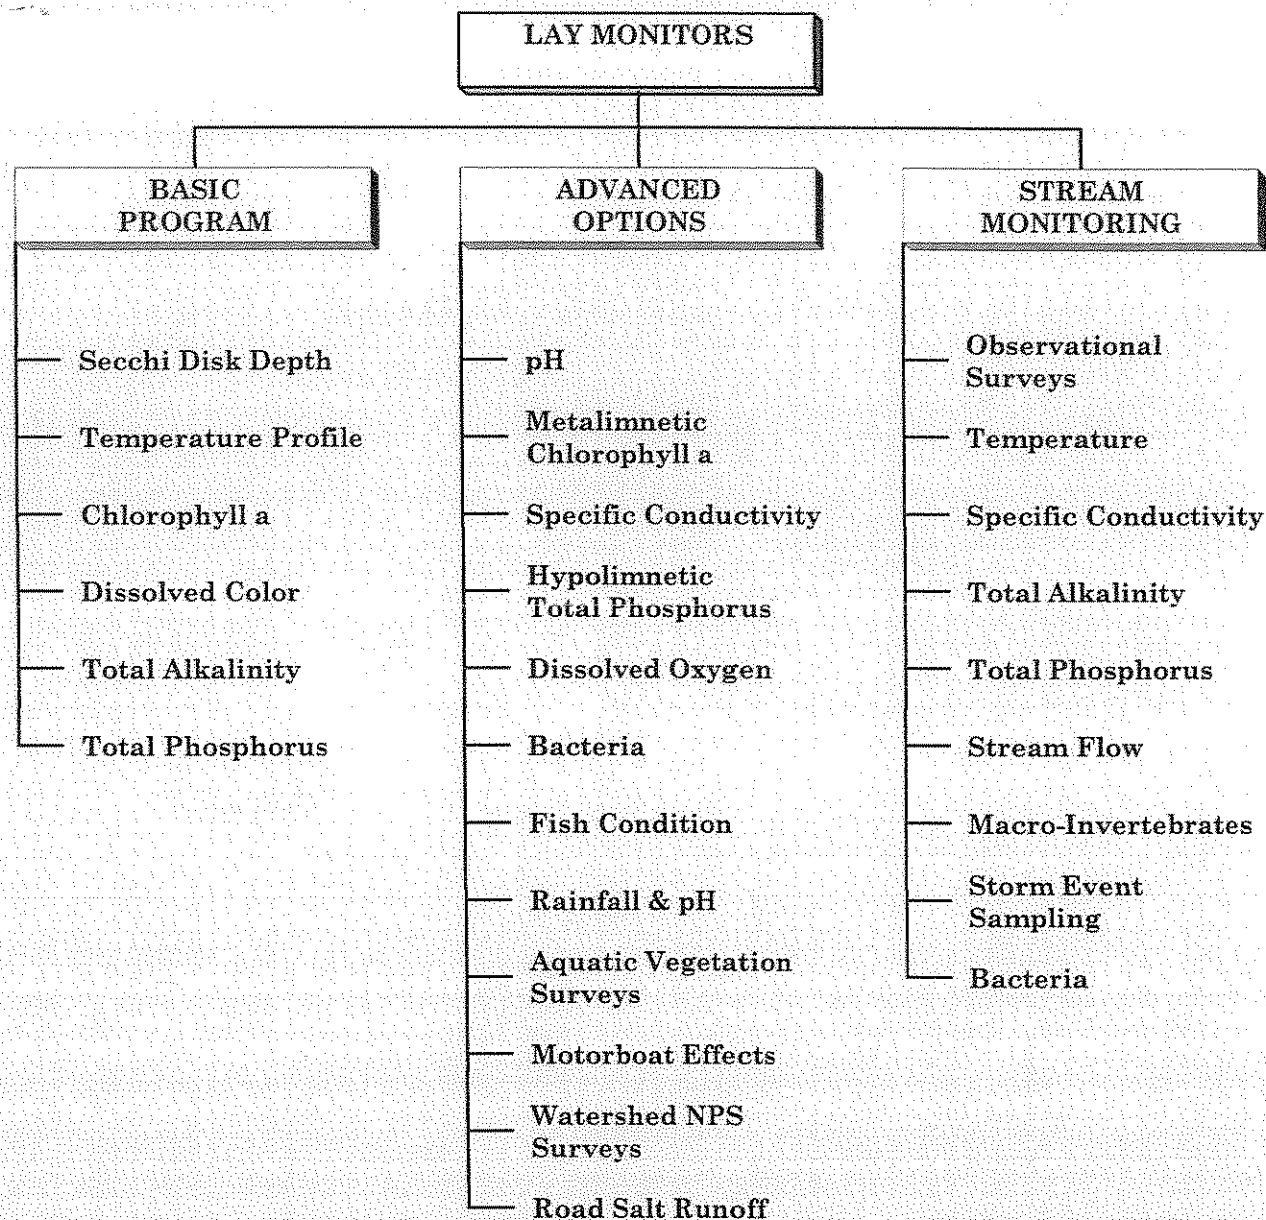 LAY MONITORS
BASIC
PROGRAM
Secchi Disk Depth
Temperature Profile
Chlorophyll a
Dissolved Color
Total Alkalinity
Total Phosphorus
ADVANCED
OPTIONS
pH
Metalimnetic
Chlorophyll a
Specific Conductivity
Hypolimnetic
Total Phosphorus
Dissolved Oxygen
Bacteria
Fish Condition
Rainfall & pH
Aquatic Vegetation
Surveys
Motorboat Effects
Watershed NPS
Surveys
Road Salt Runoff
STREAM
MONITORING
Observational
Surveys
Temperature
Specific Conductivity
Total Alkalinity
Total Phosphorus
Stream Flow
Macro-Invertebrates
Storm Event
Sampling
Bacteria